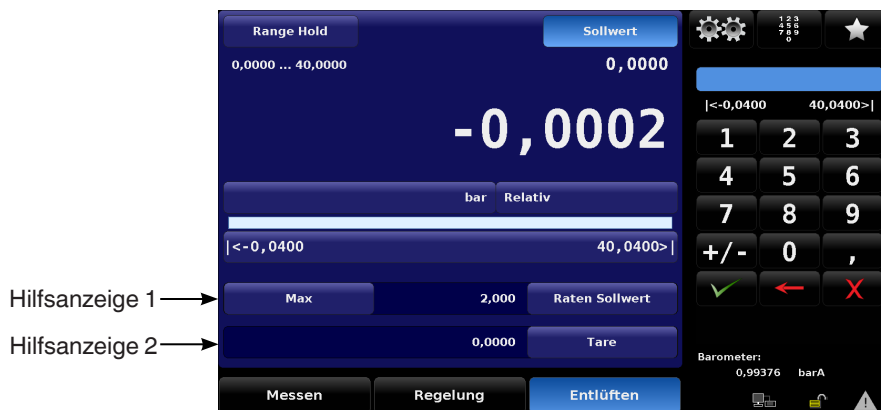 Range Hold
Sollwert
0,0000 ... 40,0000
0,0000
-0,0002
bar
Relativ
|<-0,0400
40,0400>|
Hilfsanzeige 1
Max
2,000
Raten Sollwert
Hilfsanzeige 2
0,0000
Tare
Messen
Regelung
Entlüften
1 2 3
4 5 6
7 8 9
0
|<-0,0400
40,0400>|
1
2
3
4
5
6
7
8
9
+/-
0
,
X
Barometer:
0,99376 barA